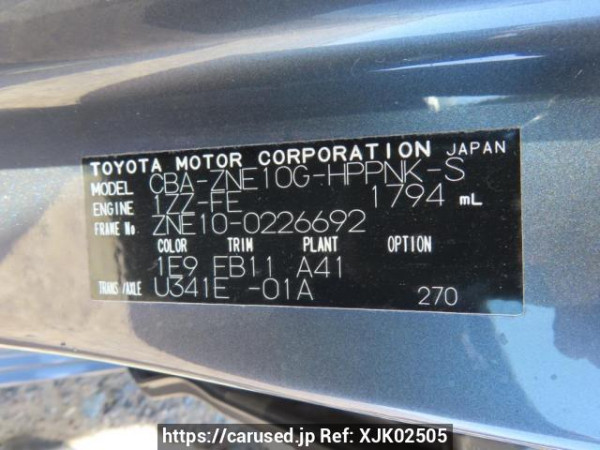 TOYOTA MOTOR CORPORATION JAPAN
MODEL CBA-ZNE10G-HPPNK-S
ENGINE 1ZZ-FE 1794 mL
FRAME No. ZNE10-0226692
COLOR TRIM PLANT OPTION
1E9 FB11 A41
TRANS/AXLE U341E -01A 270
https://carused.jp Ref: XJK02505